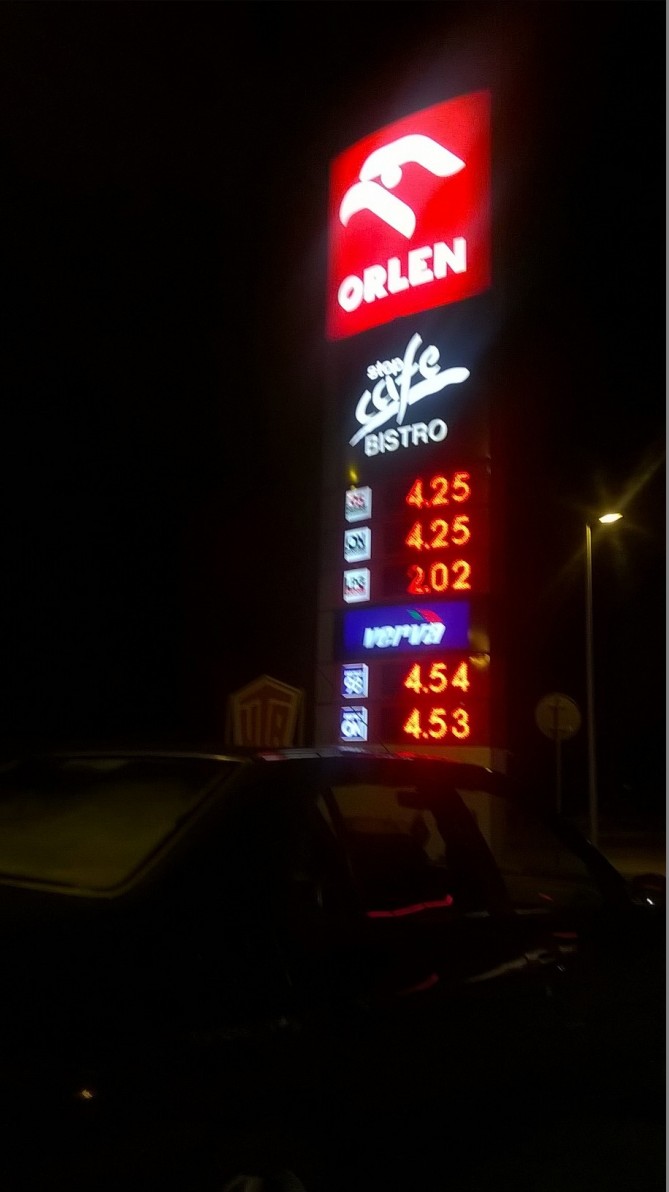 ORLEN
stop
cafe
BISTRO
95 4.25
ON 4.25
LPG 2.02
verva
98 4.54
ON 4.53